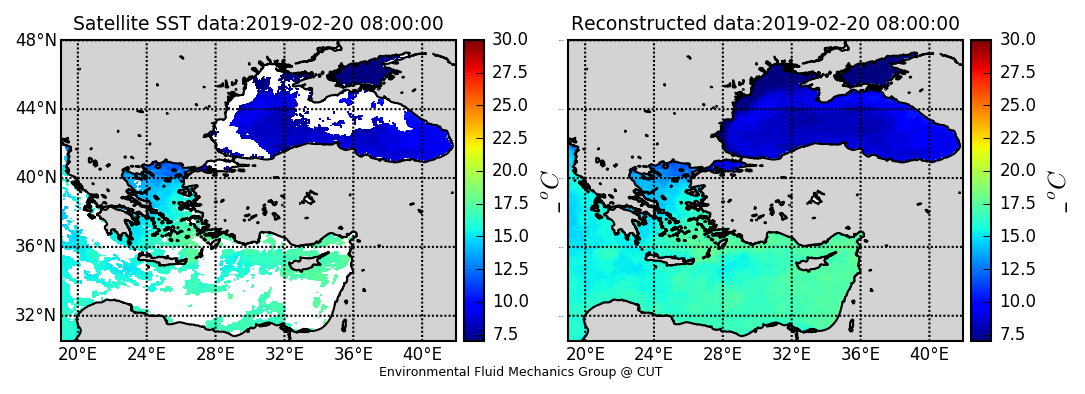 Satellite SST data:2019-02-20 08:00:00
48°N
44°N
40°N
36°N
32°N
20°E 24°E 28°E 32°E 36°E 40°E
30.0
27.5
25.0
22.5
20.0
17.5
15.0
12.5
10.0
7.5
_ °C
Reconstructed data:2019-02-20 08:00:00
20°E 24°E 28°E 32°E 36°E 40°E
30.0
27.5
25.0
22.5
20.0
17.5
15.0
12.5
10.0
7.5
_ °C
Environmental Fluid Mechanics Group @ CUT